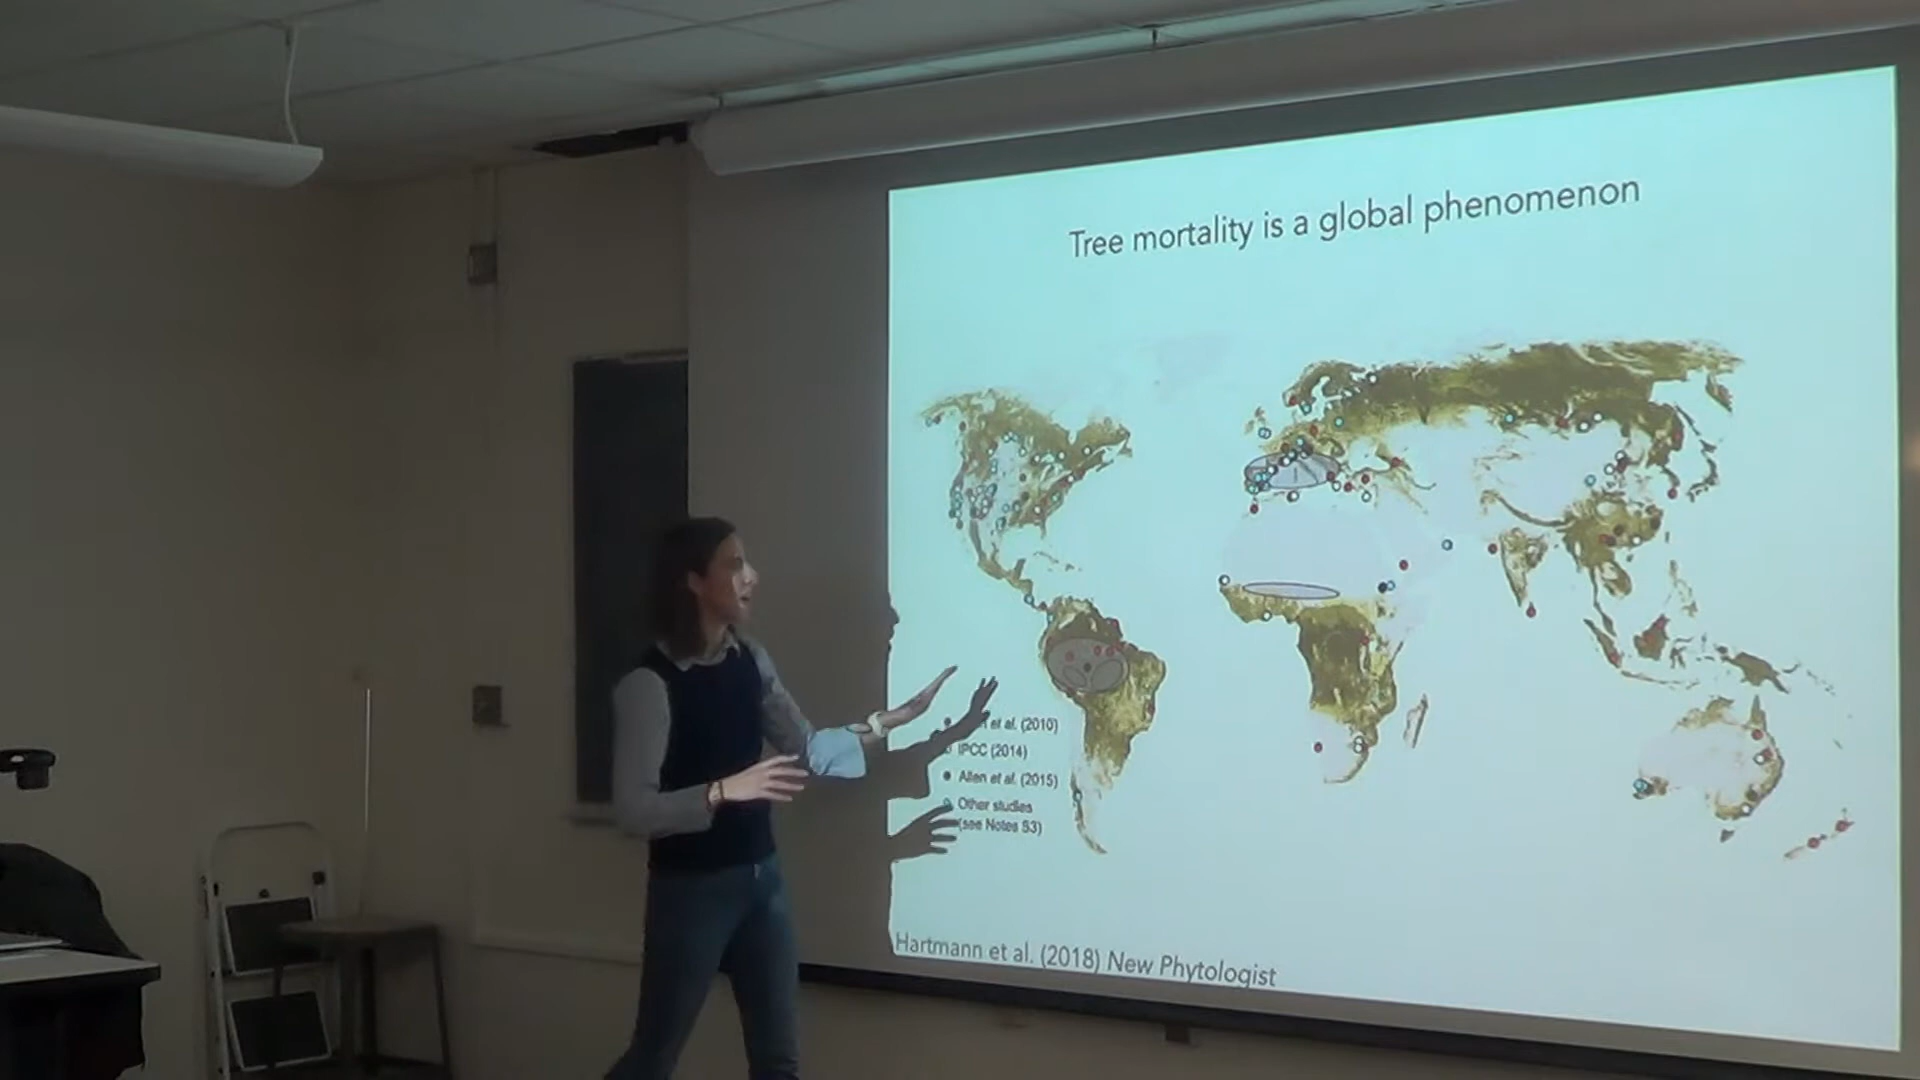 Tree mortality is a global phenomenon
et al. (2010)
IPCC (2014)
Allen et al. (2015)
Other studies
(see Notes S3)
Hartmann et al. (2018) New Phytologist